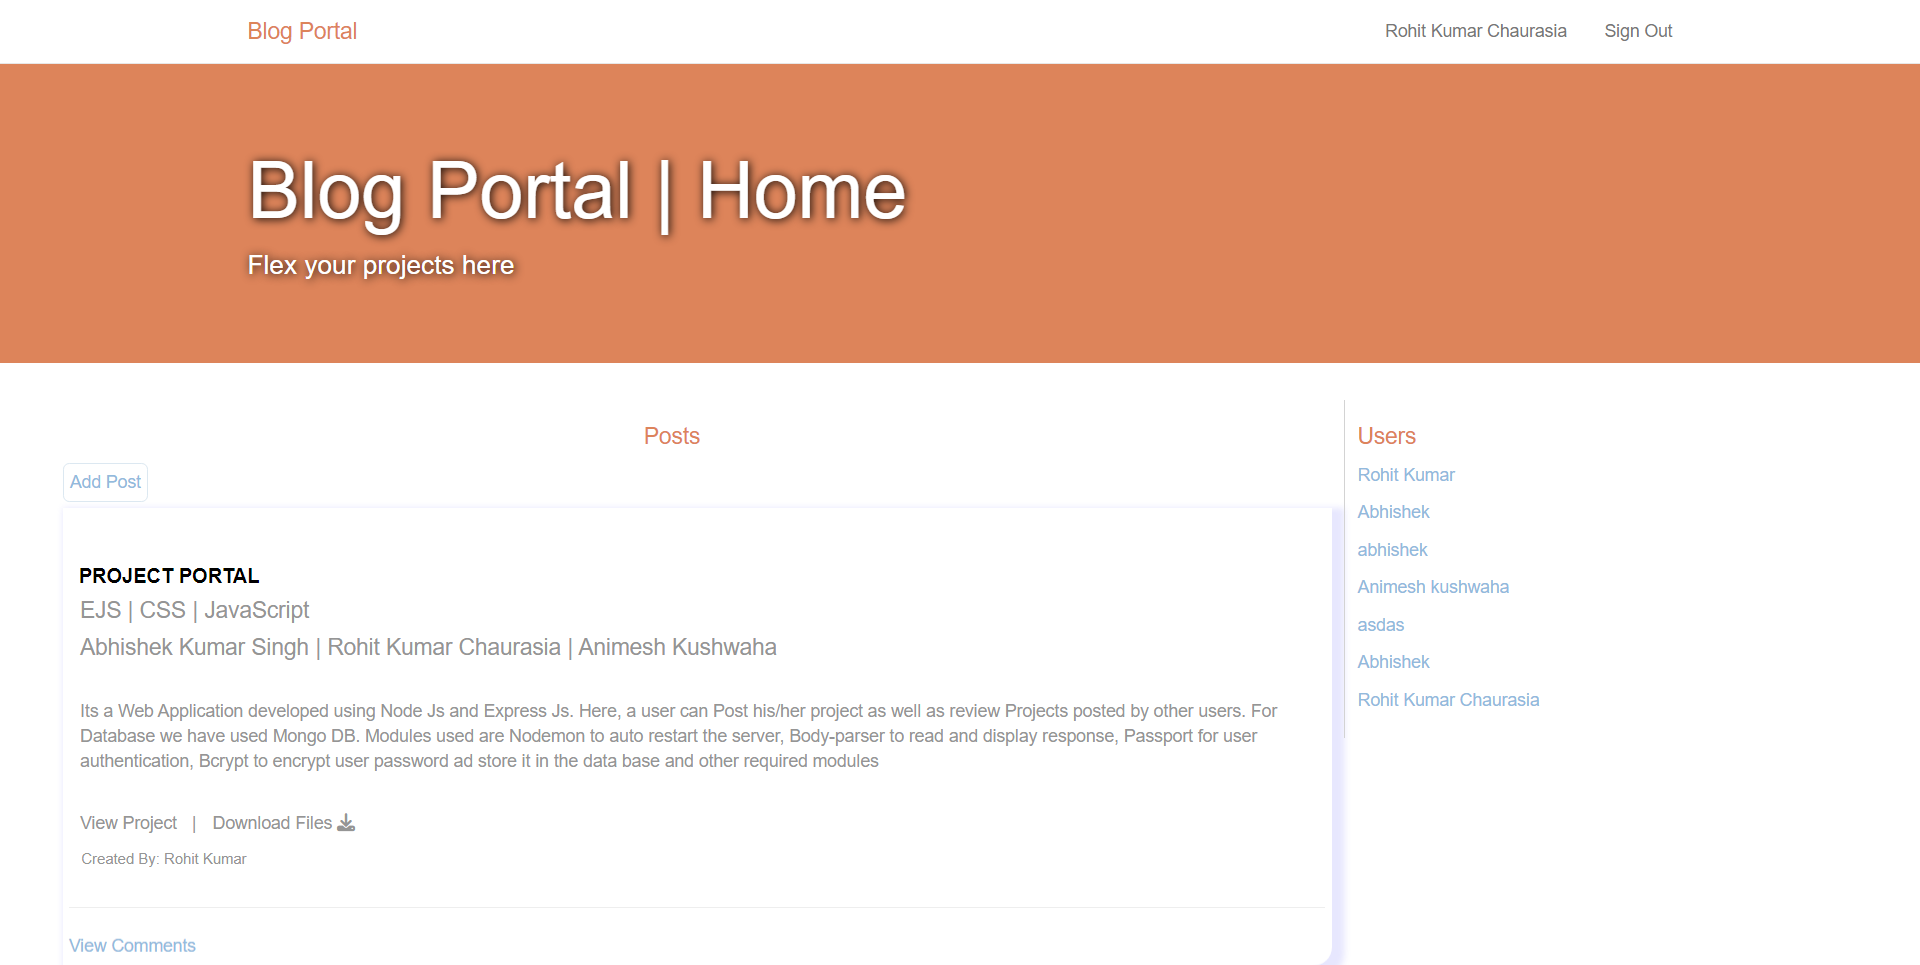 Blog Portal
Rohit Kumar Chaurasia Sign Out
Blog Portal | Home
Flex your projects here
Posts
Add Post
PROJECT PORTAL
EJS | CSS | JavaScript
Abhishek Kumar Singh | Rohit Kumar Chaurasia | Animesh Kushwaha
Its a Web Application developed using Node Js and Express Js. Here, a user can Post his/her project as well as review Projects posted by other users. For
Database we have used Mongo DB. Modules used are Nodemon to auto restart the server, Body-parser to read and display response, Passport for user
authentication, Bcrypt to encrypt user password ad store it in the data base and other required modules
View Project | Download Files
Created By: Rohit Kumar
View Comments
Users
Rohit Kumar
Abhishek
abhishek
Animesh kushwaha
asdas
Abhishek
Rohit Kumar Chaurasia